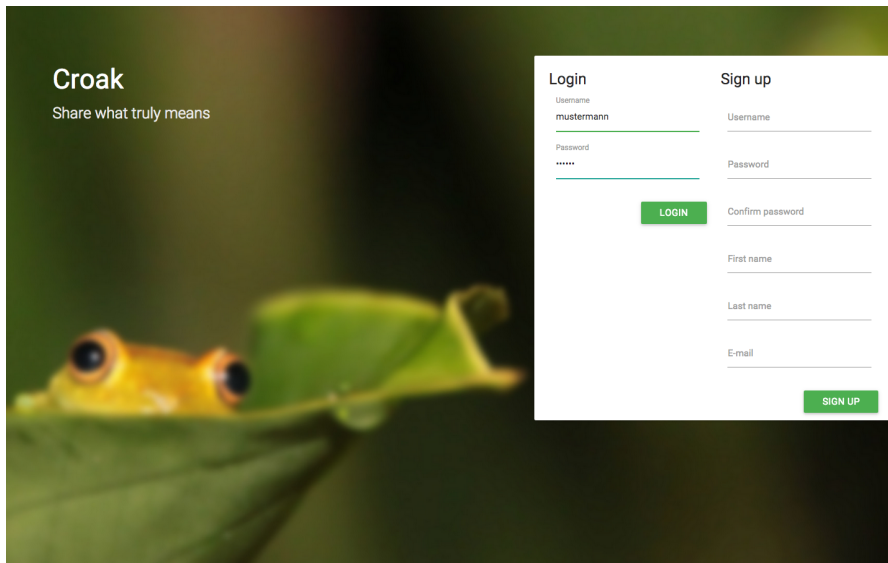 Croak
Share what truly means
Login
Username
mustermann
Password
••••••
LOGIN
Sign up
Username
Password
Confirm password
First name
Last name
E-mail
SIGN UP